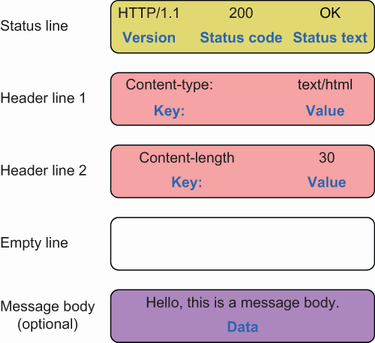 Status line
HTTP/1.1 200 OK
Version Status code Status text
Header line 1
Content-type: text/html
Key: Value
Header line 2
Content-length 30
Key: Value
Empty line
Message body
(optional)
Hello, this is a message body.
Data